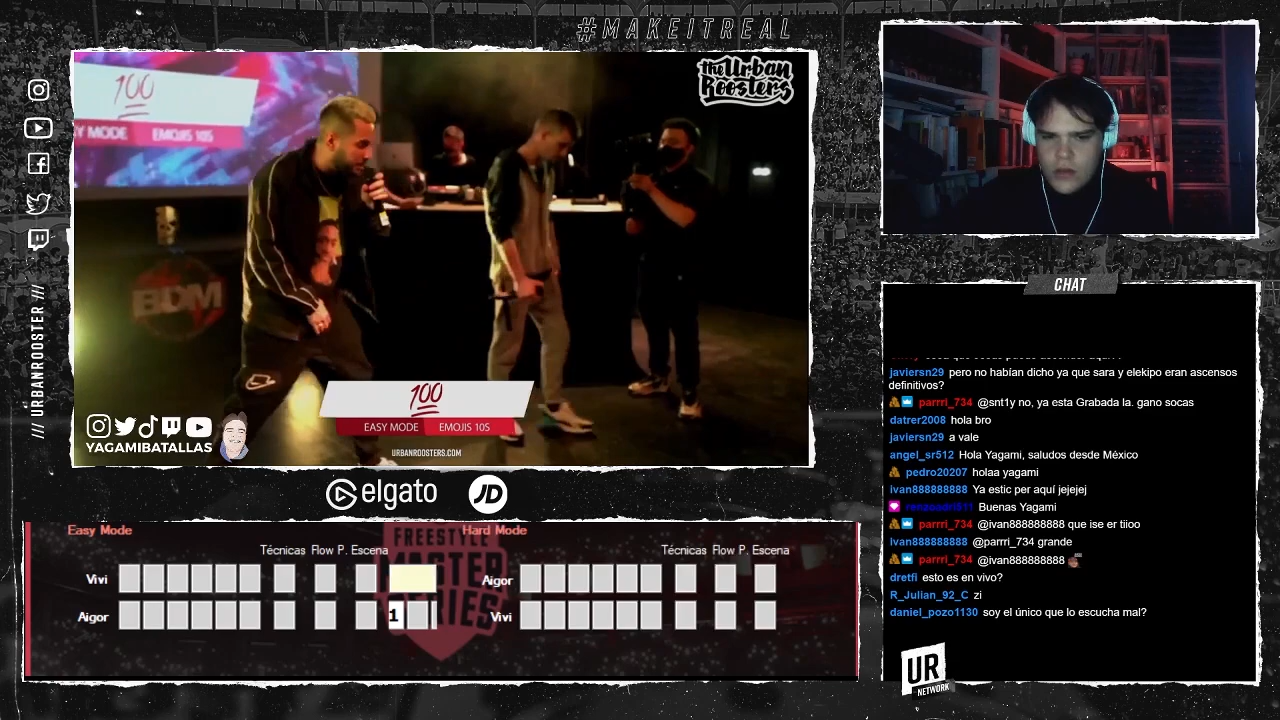 #MAKEITREAL
100
Y MODE EMOJIS 10S
the Urban
Roosters
BDM
100
EASY MODE EMOJIS 10S
URBANROOSTERS.COM
YAGAMIBATALLAS
/// URBANROOSTER ///
elgato
JD
Easy Mode
Técnicas Flow P. Escena
Vivi
Aigor
1
Hard Mode
Técnicas Flow P. Escena
Aigor
Vivi
FREESTYLE
MASTER
SERIES
CHAT
javiersn29 pero no habían dicho ya que sara y elekipo eran ascensos
definitivos?
parrri_734 @snt1y no, ya esta Grabada la. gano socas
datrer2008 hola bro
javiersn29 a vale
angel_sr512 Hola Yagami, saludos desde México
pedro20207 holaa yagami
ivan888888888 Ya estic per aquí jejejej
Buenas Yagami
parrri_734 @ivan888888888 que ise er tiioo
ivan888888888 @parrri_734 grande
parrri_734 @ivan888888888
dretfi esto es en vivo?
R_Julian_92_C zi
daniel_pozo1130 soy el único que lo escucha mal?
UR
NETWORK